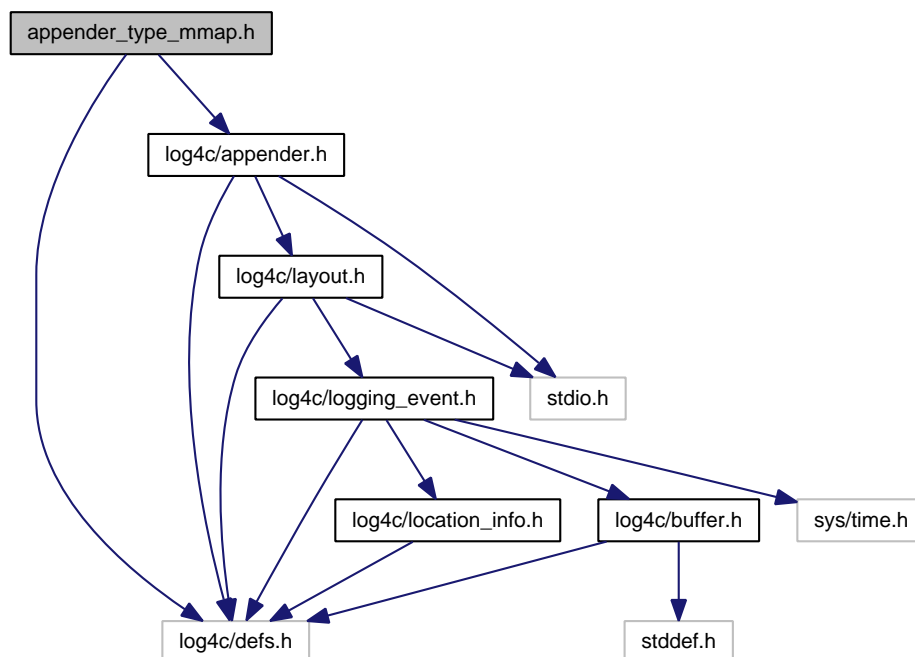 appender_type_mmap.h
log4c/appender.h
log4c/layout.h
log4c/logging_event.h
stdio.h
log4c/location_info.h
log4c/buffer.h
sys/time.h
log4c/defs.h
stddef.h